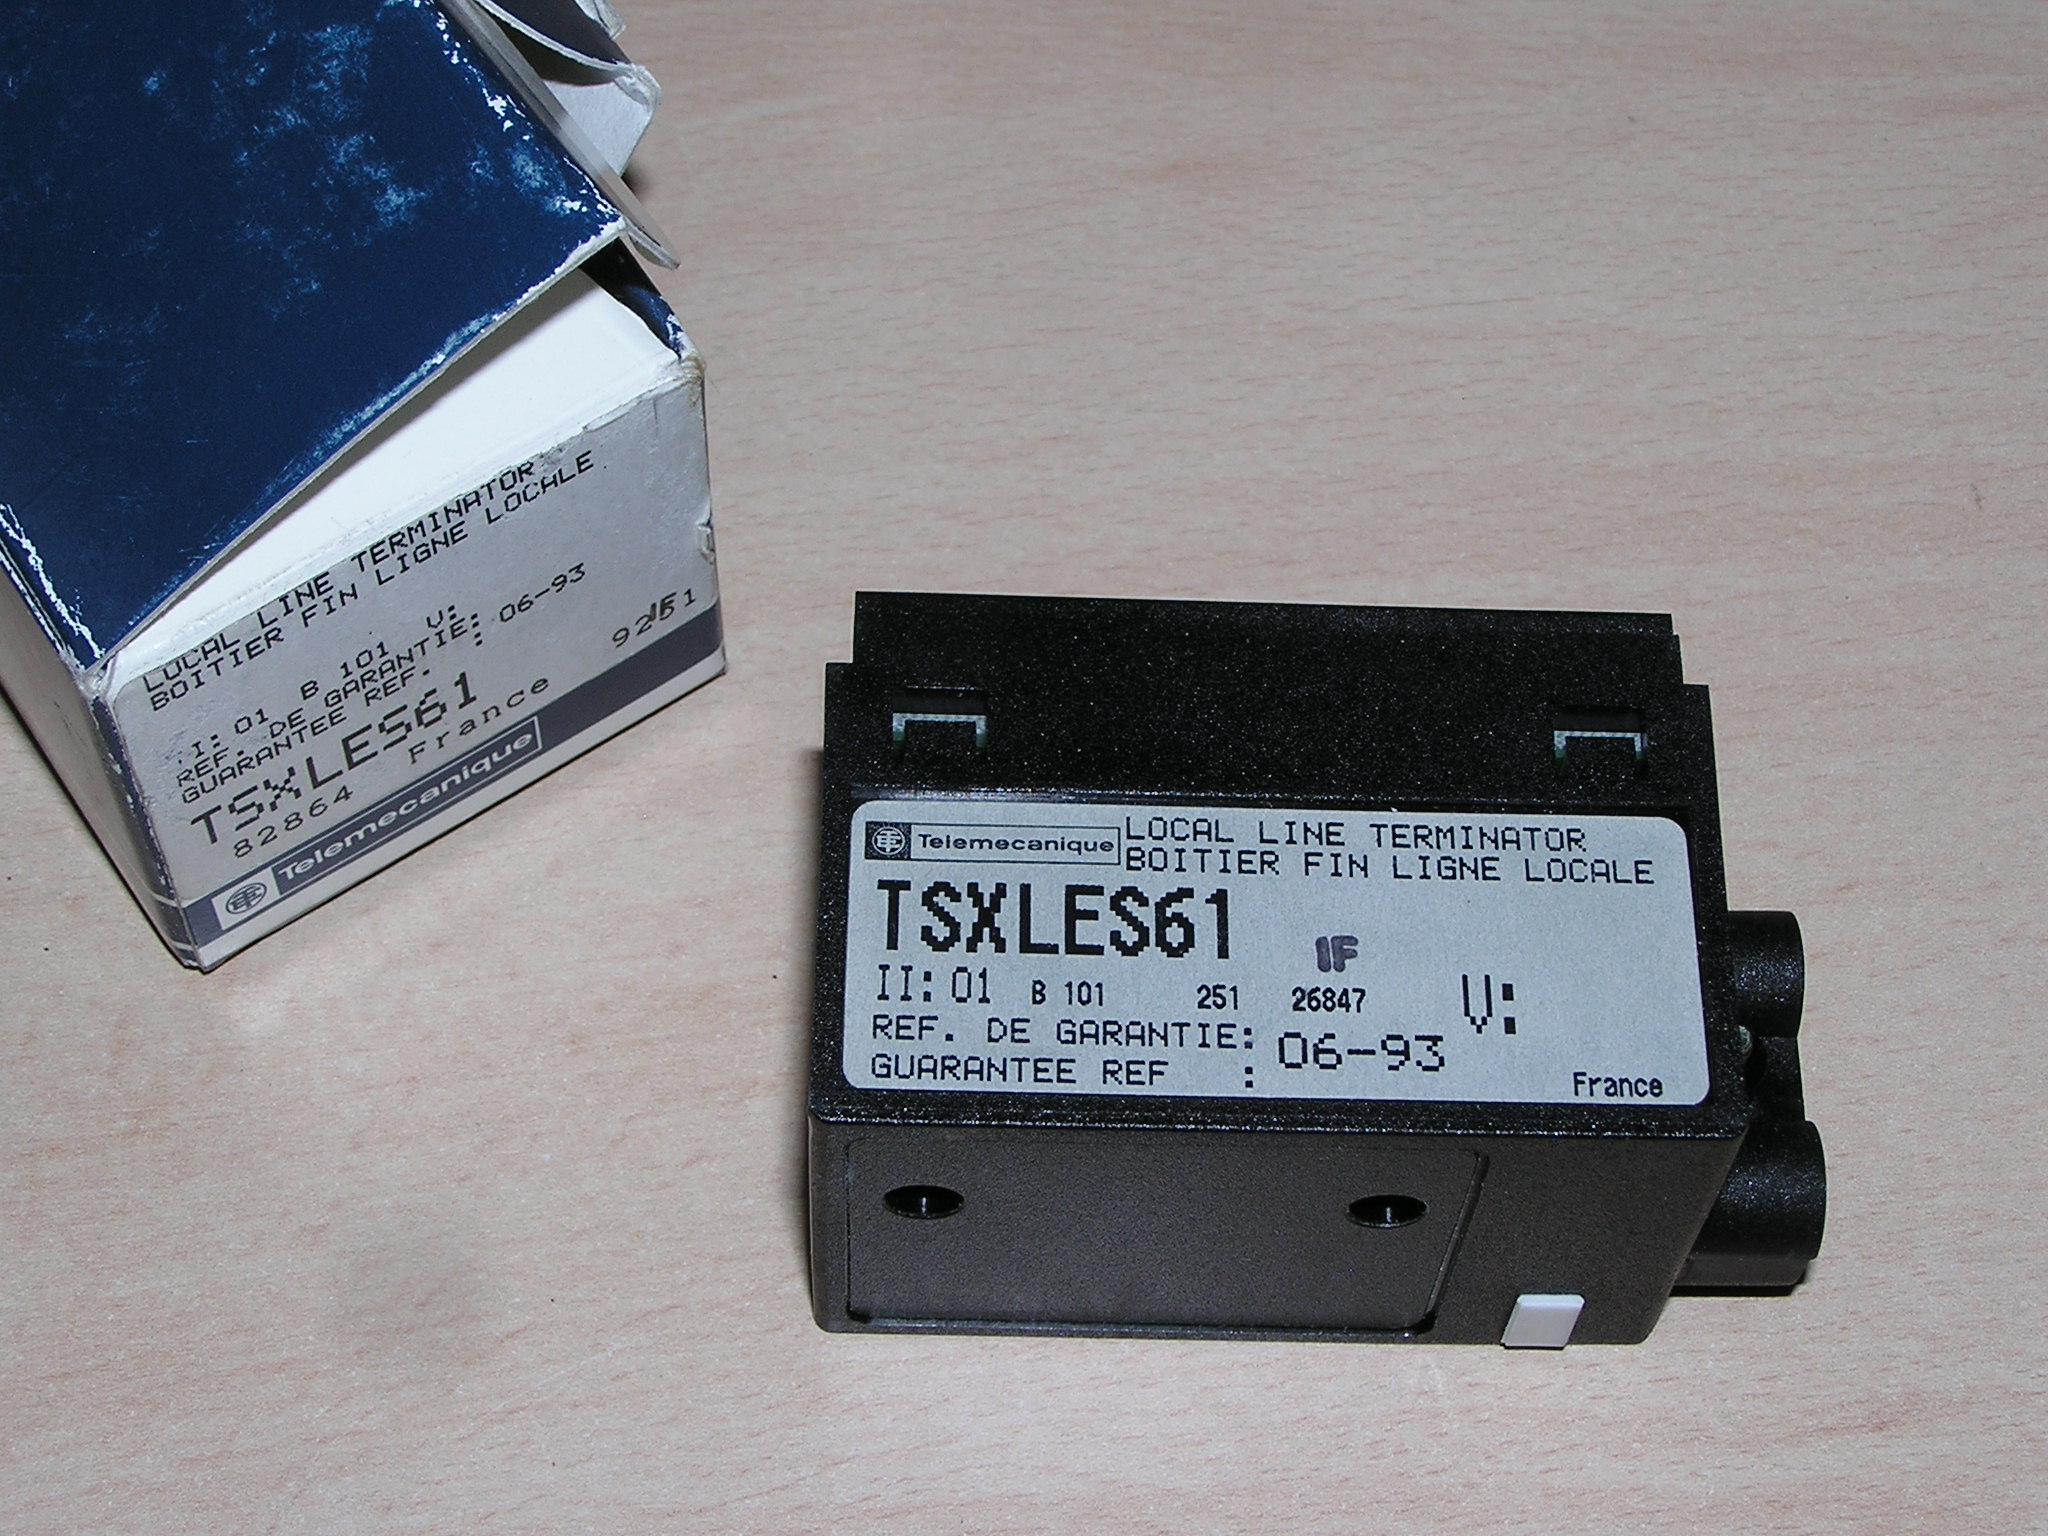 LOCAL LINE TERMINATOR
BOITIER FIN LIGNE LOCALE
I: 01 B 101 V:
REF. DE GARANTIE: 06-93
GUARANTEE REF. :
TSXLES61
82864 France
Telemecanique
Telemecanique
LOCAL LINE TERMINATOR
BOITIER FIN LIGNE LOCALE
TSXLES61
IF
II: 01 B 101 251 26847 V:
REF. DE GARANTIE: 06-93
GUARANTEE REF :
France